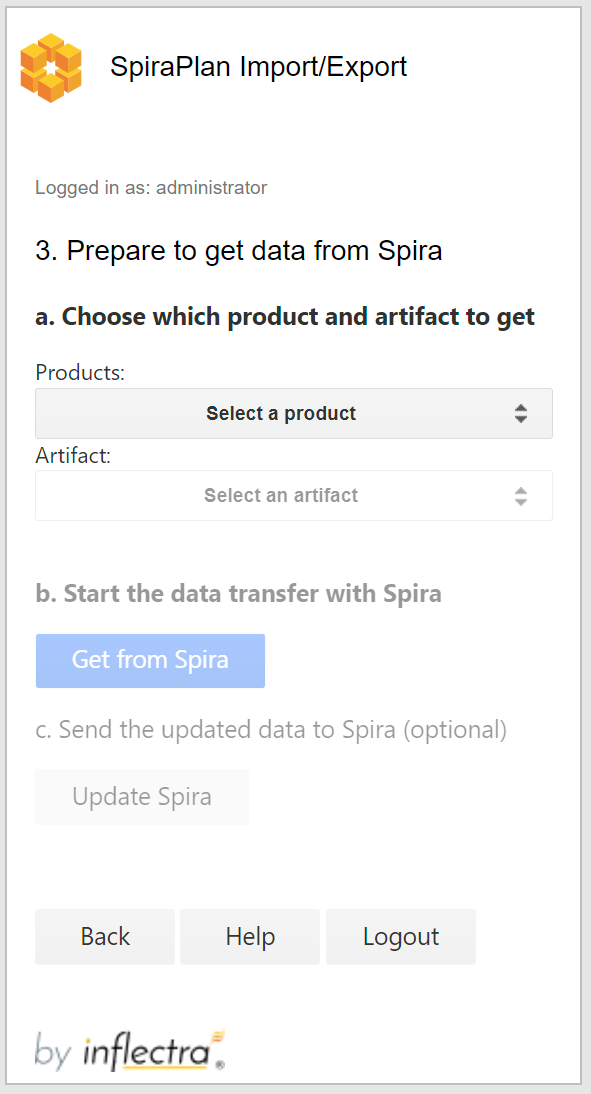 SpiraPlan Import/Export
Logged in as: administrator
3. Prepare to get data from Spira
a. Choose which product and artifact to get
Products:
Select a product
Artifact:
Select an artifact
b. Start the data transfer with Spira
Get from Spira
c. Send the updated data to Spira (optional)
Update Spira
Back Help Logout
by inflectra®